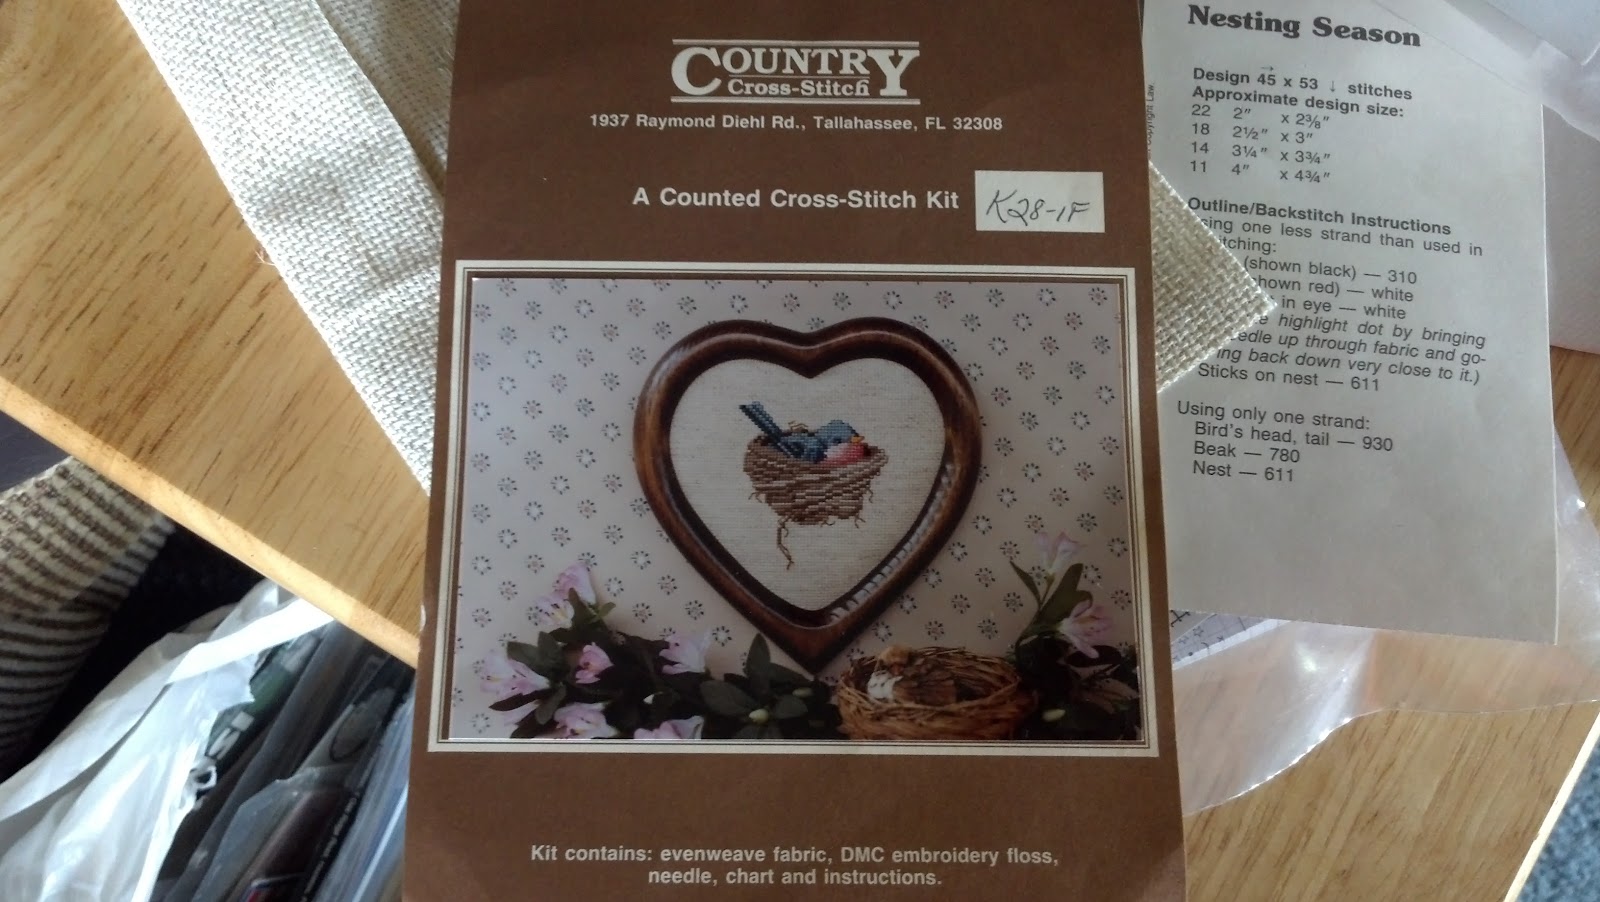 COUNTRY
Cross-Stitch
1937 Raymond Diehl Rd., Tallahassee, FL 32308
A Counted Cross-Stitch Kit
K-28-1F
Kit contains: evenweave fabric, DMC embroidery floss,
needle, chart and instructions.
Copyright Law.
Nesting Season
Design 45 x 53 ↓ stitches
Approximate design size:
22 2" x 2⅜"
18 2½" x 3"
14 3¼" x 3¾"
11 4" x 4¾"
Outline/Backstitch Instructions
one less strand than used in
(shown black) — 310
red) — white
in eye — white
highlight dot by bringing
up through fabric and go-
back down very close to it.)
Sticks on nest — 611
Using only one strand:
Bird's head, tail — 930
Beak — 780
Nest — 611